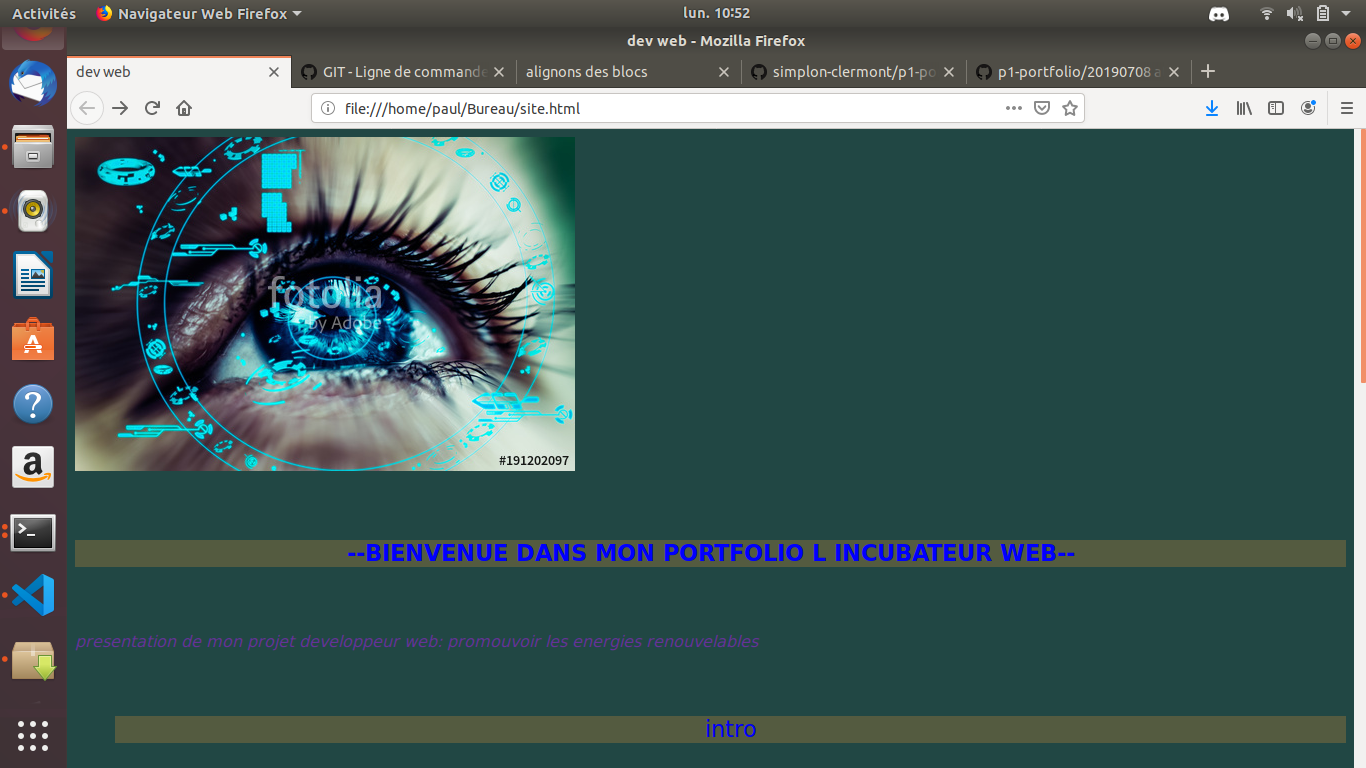 Activités
Navigateur Web Firefox
lun. 10:52
dev web - Mozilla Firefox
dev web
GIT - Ligne de commande
alignons des blocs
simplon-clermont/p1-po
p1-portfolio/20190708 a
file:///home/paul/Bureau/site.html
fotolia
by Adobe
#191202097
--BIENVENUE DANS MON PORTFOLIO L INCUBATEUR WEB--
presentation de mon projet developpeur web: promouvoir les energies renouvelables
intro